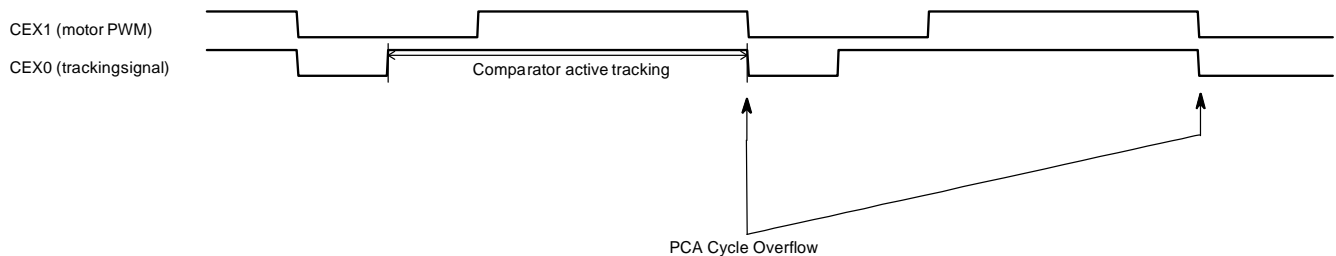 CEX1 (motor PWM)
CEX0 (trackingsignal)
Comparator active tracking
PCA Cycle Overflow